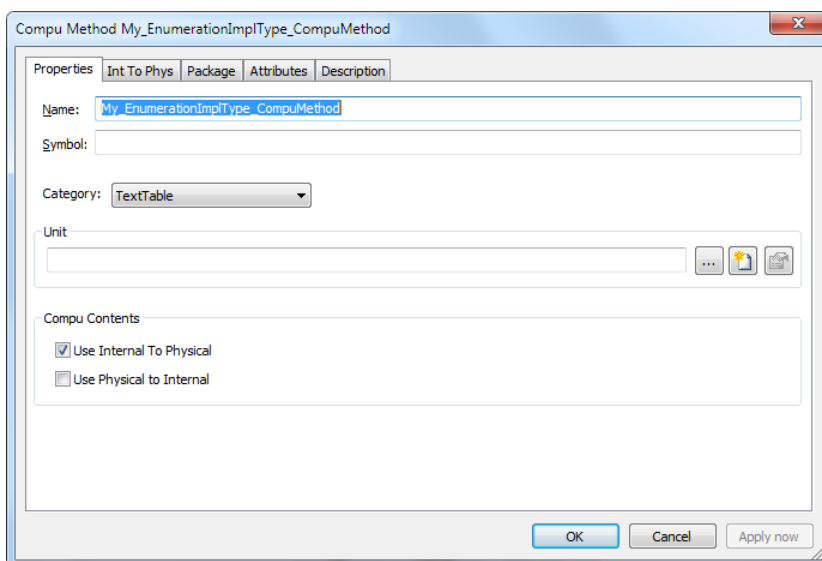 Compu Method My_EnumerationImplType_CompuMethod
Properties Int To Phys Package Attributes Description
Name: My_EnumerationImplType_CompuMethod
Symbol:
Category: TextTable
Unit
...
Compu Contents
Use Internal To Physical
Use Physical to Internal
OK Cancel Apply now